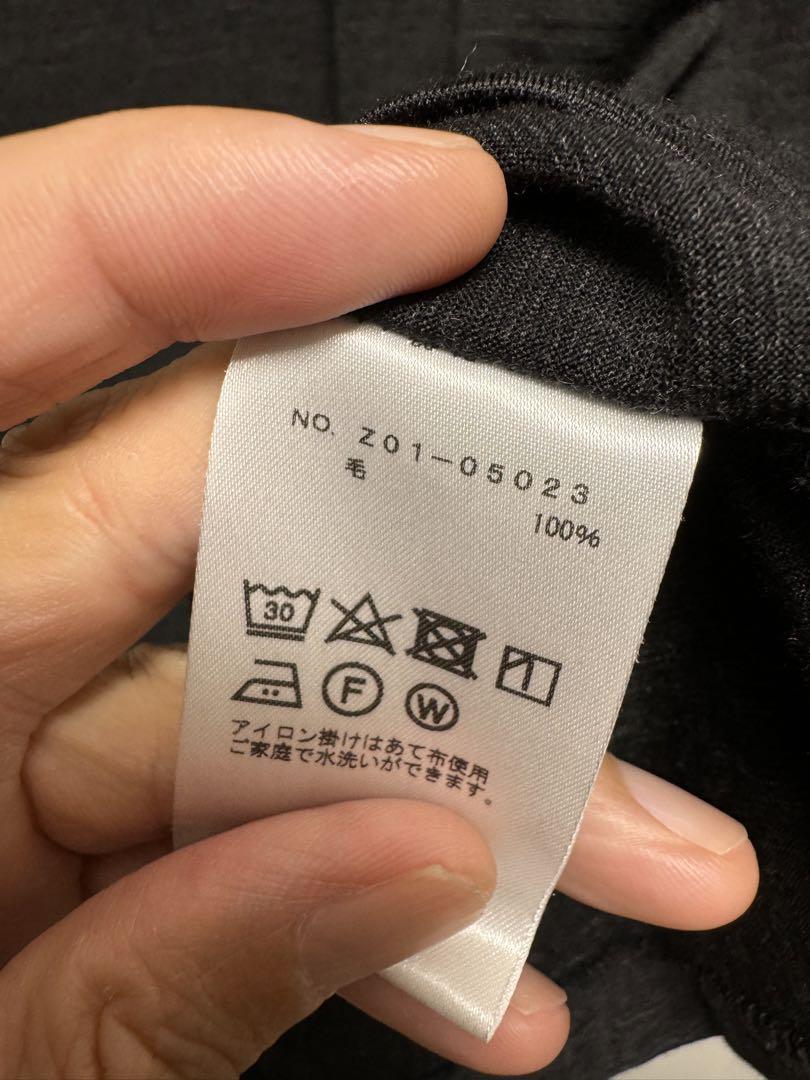 NO. Z01-05023
毛
100%
30
F W
アイロン掛けはあて布使用
ご家庭で水洗いができます。